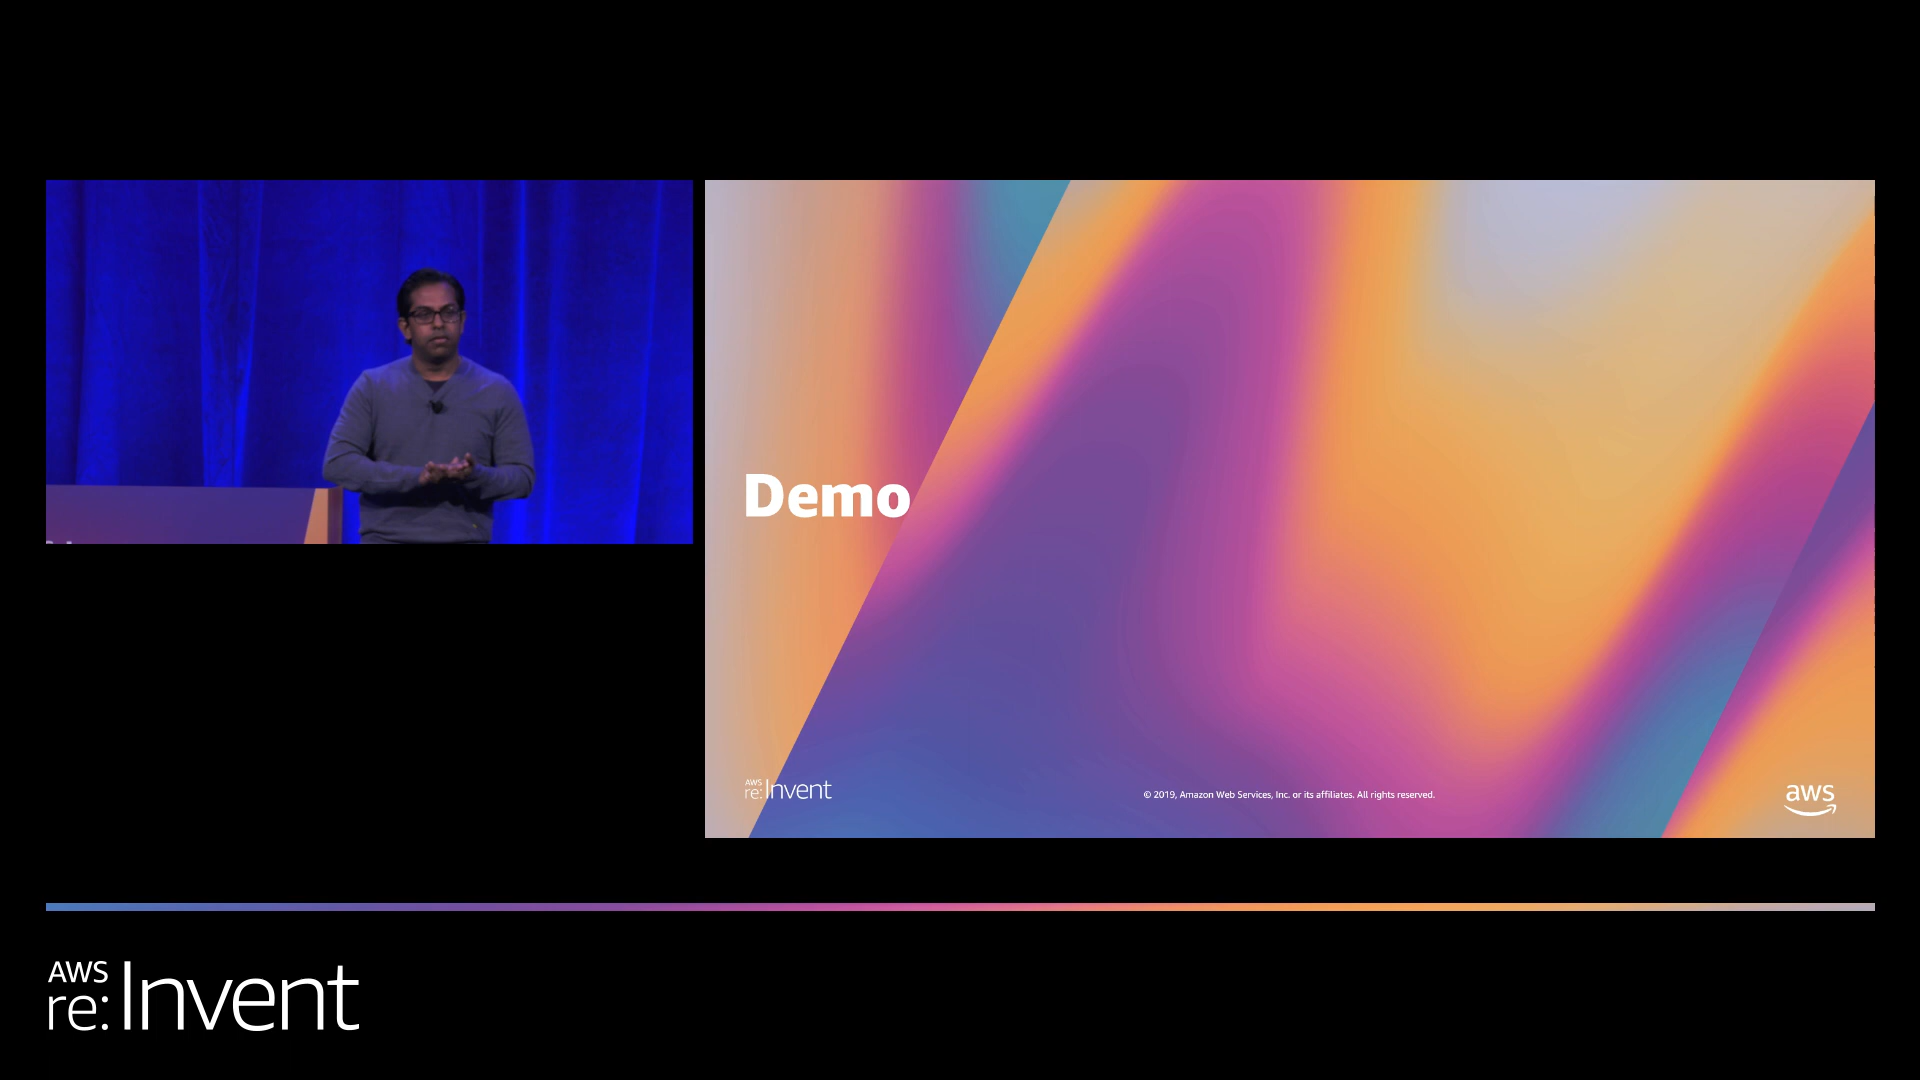 Demo
AWS
re:Invent
© 2019, Amazon Web Services, Inc. or its affiliates. All rights reserved.
aws
AWS
re:Invent